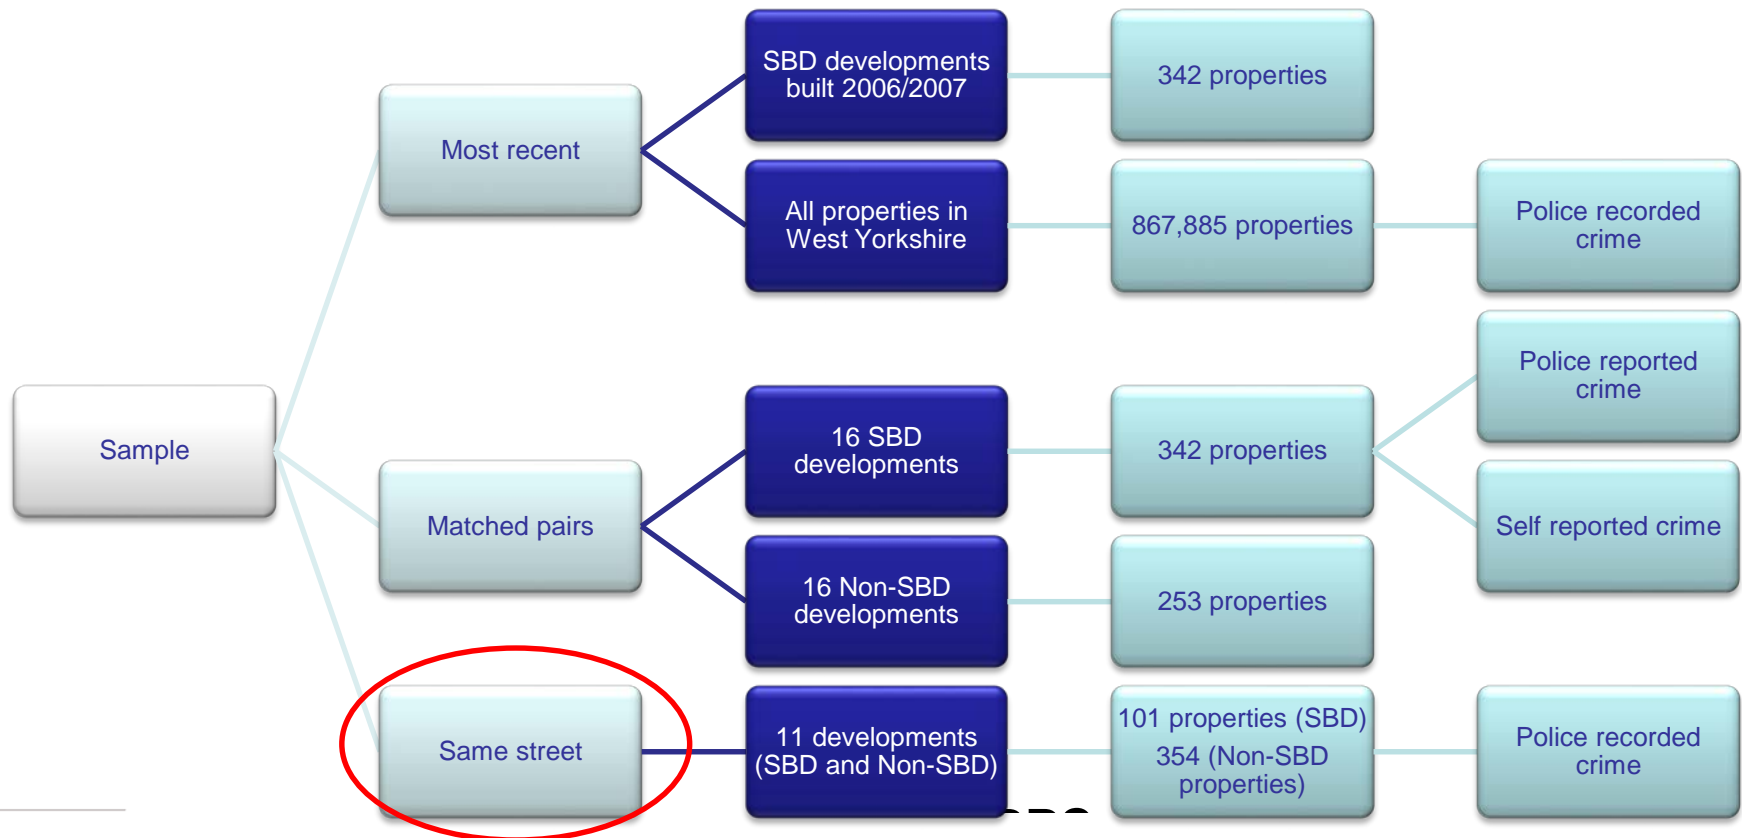 Sample
Most recent
SBD developments
built 2006/2007
342 properties
All properties in
West Yorkshire
867,885 properties
Police recorded
crime
Matched pairs
16 SBD
developments
342 properties
Police reported
crime
Self reported crime
16 Non-SBD
developments
253 properties
Same street
11 developments
(SBD and Non-SBD)
101 properties (SBD)
354 (Non-SBD
properties)
Police recorded
crime